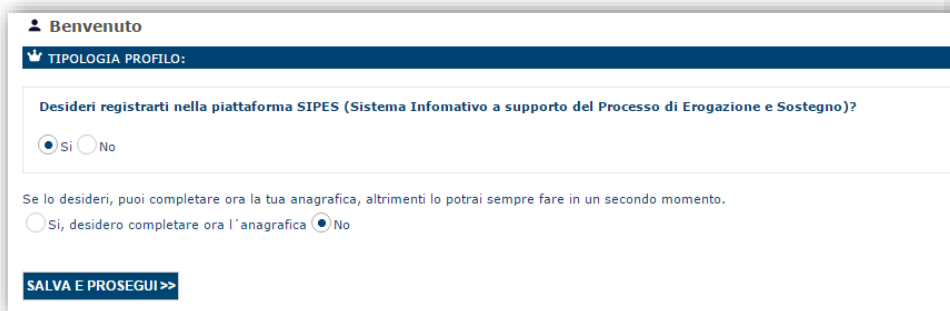 Benvenuto
TIPOLOGIA PROFILO:
Desideri registrarti nella piattaforma SIPES (Sistema Infomativo a supporto del Processo di Erogazione e Sostegno)?
Si No
Se lo desideri, puoi completare ora la tua anagrafica, altrimenti lo potrai sempre fare in un secondo momento.
Si, desidero completare ora l´anagrafica No
SALVA E PROSEGUI >>